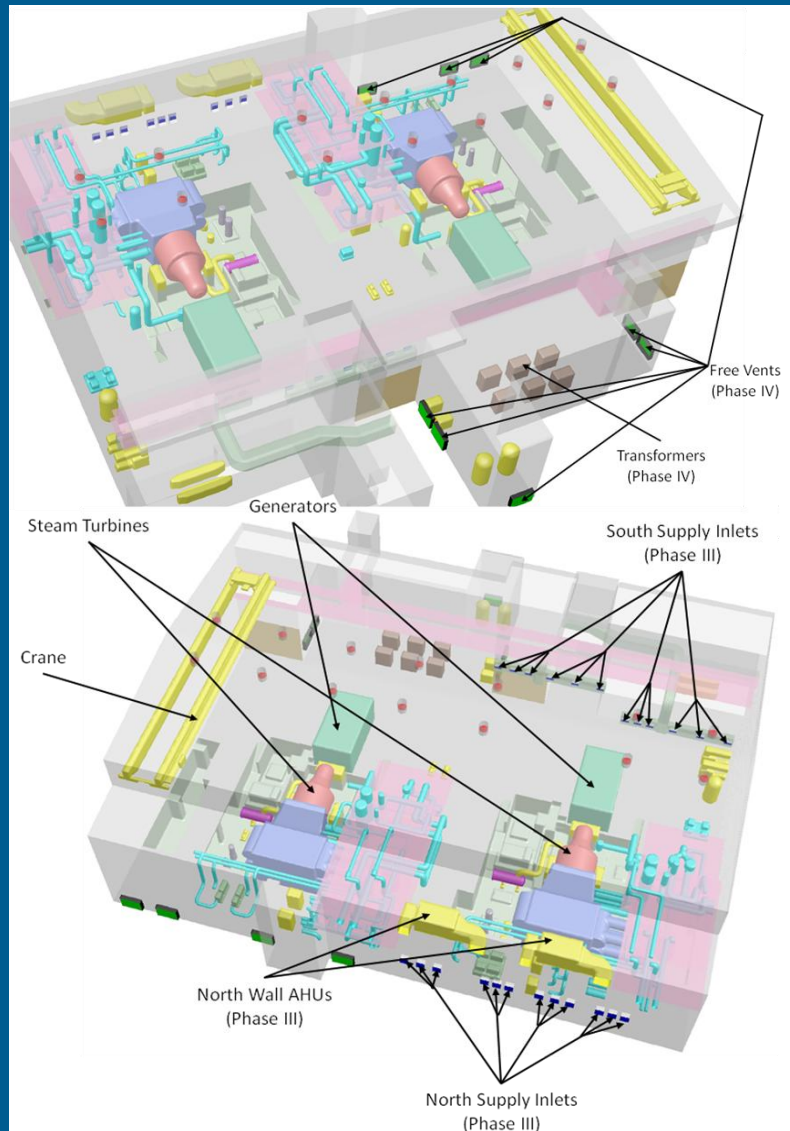 Free Vents
(Phase IV)
Transformers
(Phase IV)
Generators
Steam Turbines
South Supply Inlets
(Phase III)
Crane
North Wall AHUs
(Phase III)
North Supply Inlets
(Phase III)